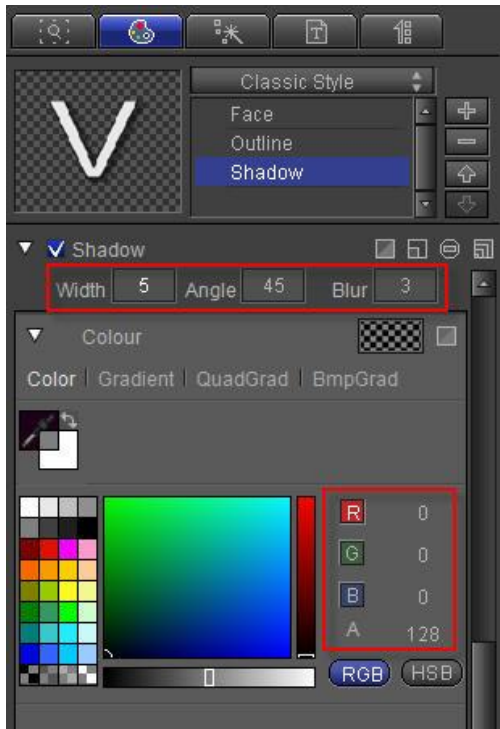 T
V
Classic Style
Face
Outline
Shadow
Shadow
Width 5 Angle 45 Blur 3
Colour
Color Gradient QuadGrad BmpGrad
R 0
G 0
B 0
A 128
RGB HSB